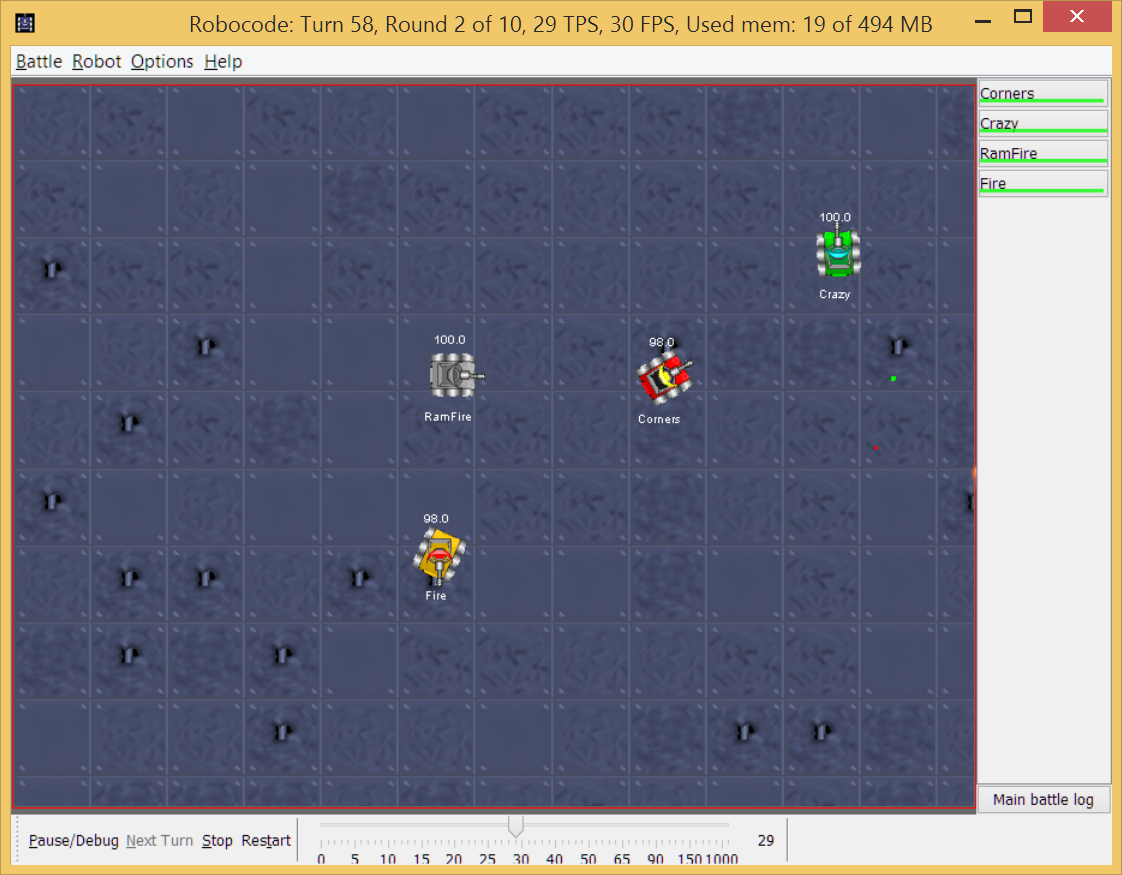 Robocode: Turn 58, Round 2 of 10, 29 TPS, 30 FPS, Used mem: 19 of 494 MB
Battle Robot Options Help
Corners
Crazy
RamFire
Fire
100.0
Crazy
100.0
RamFire
98.0
Corners
98.0
Fire
Main battle log
Pause/Debug Next Turn Stop Restart
29
0 5 10 15 20 25 30 40 50 65 90 150 1000